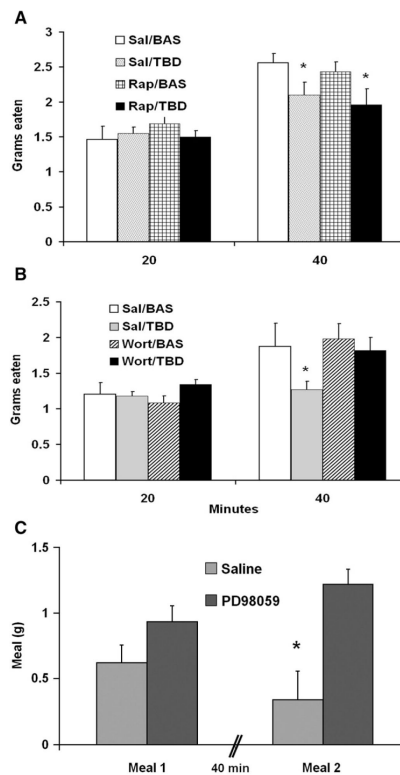 A
Sal/BAS
Sal/TBD
Rap/BAS
Rap/TBD
Grams eaten
3
2.5
2
1.5
1
0.5
0
*
*
20
40
B
Sal/BAS
Sal/TBD
Wort/BAS
Wort/TBD
Grams eaten
2.5
2
1.5
1
0.5
0
*
20
40
Minutes
C
Saline
PD98059
Meal (g)
1.5
1
0.5
0
*
Meal 1
40 min
Meal 2